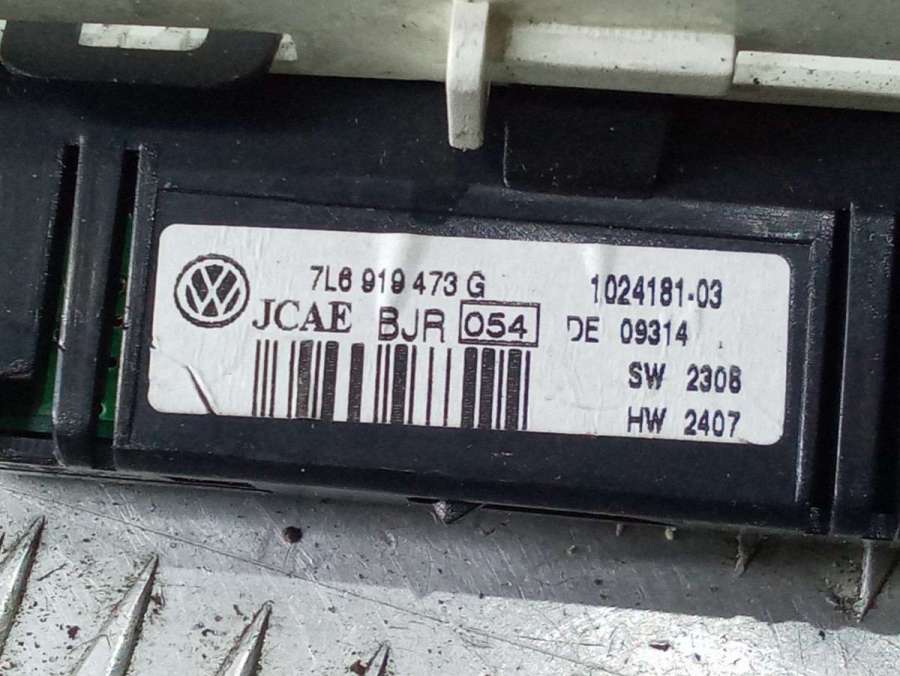 7L6 919 473 G
JCAE BJR 054
1024181-03
DE 09314
SW 2308
HW 2407